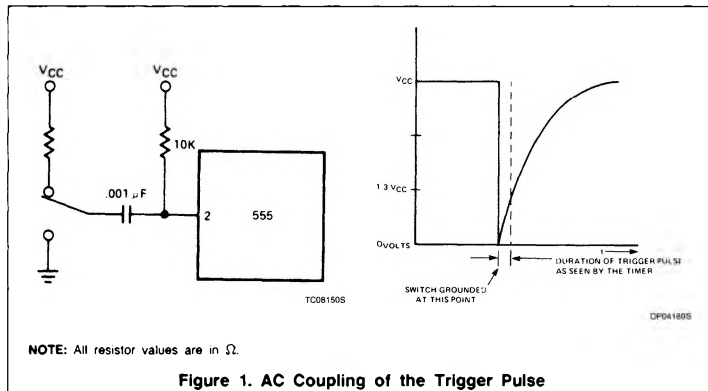 VCC VCC
10K
.001 μF
2 555
TC08150S
VCC
1 3 VCC
0VOLTS
t
DURATION OF TRIGGER PULSE
AS SEEN BY THE TIMER
SWITCH GROUNDED
AT THIS POINT
DP04180S
NOTE: All resistor values are in Ω.
Figure 1. AC Coupling of the Trigger Pulse